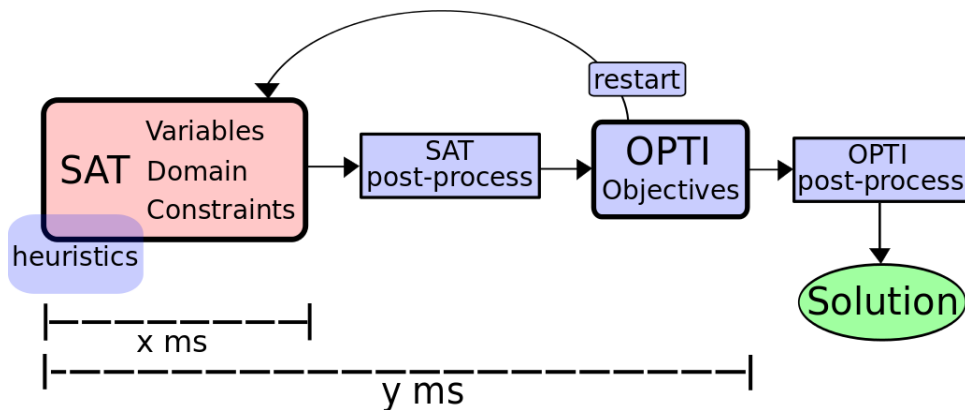 restart
SAT
Variables
Domain
Constraints
heuristics
SAT
post-process
OPTI
Objectives
OPTI
post-process
Solution
x ms
y ms